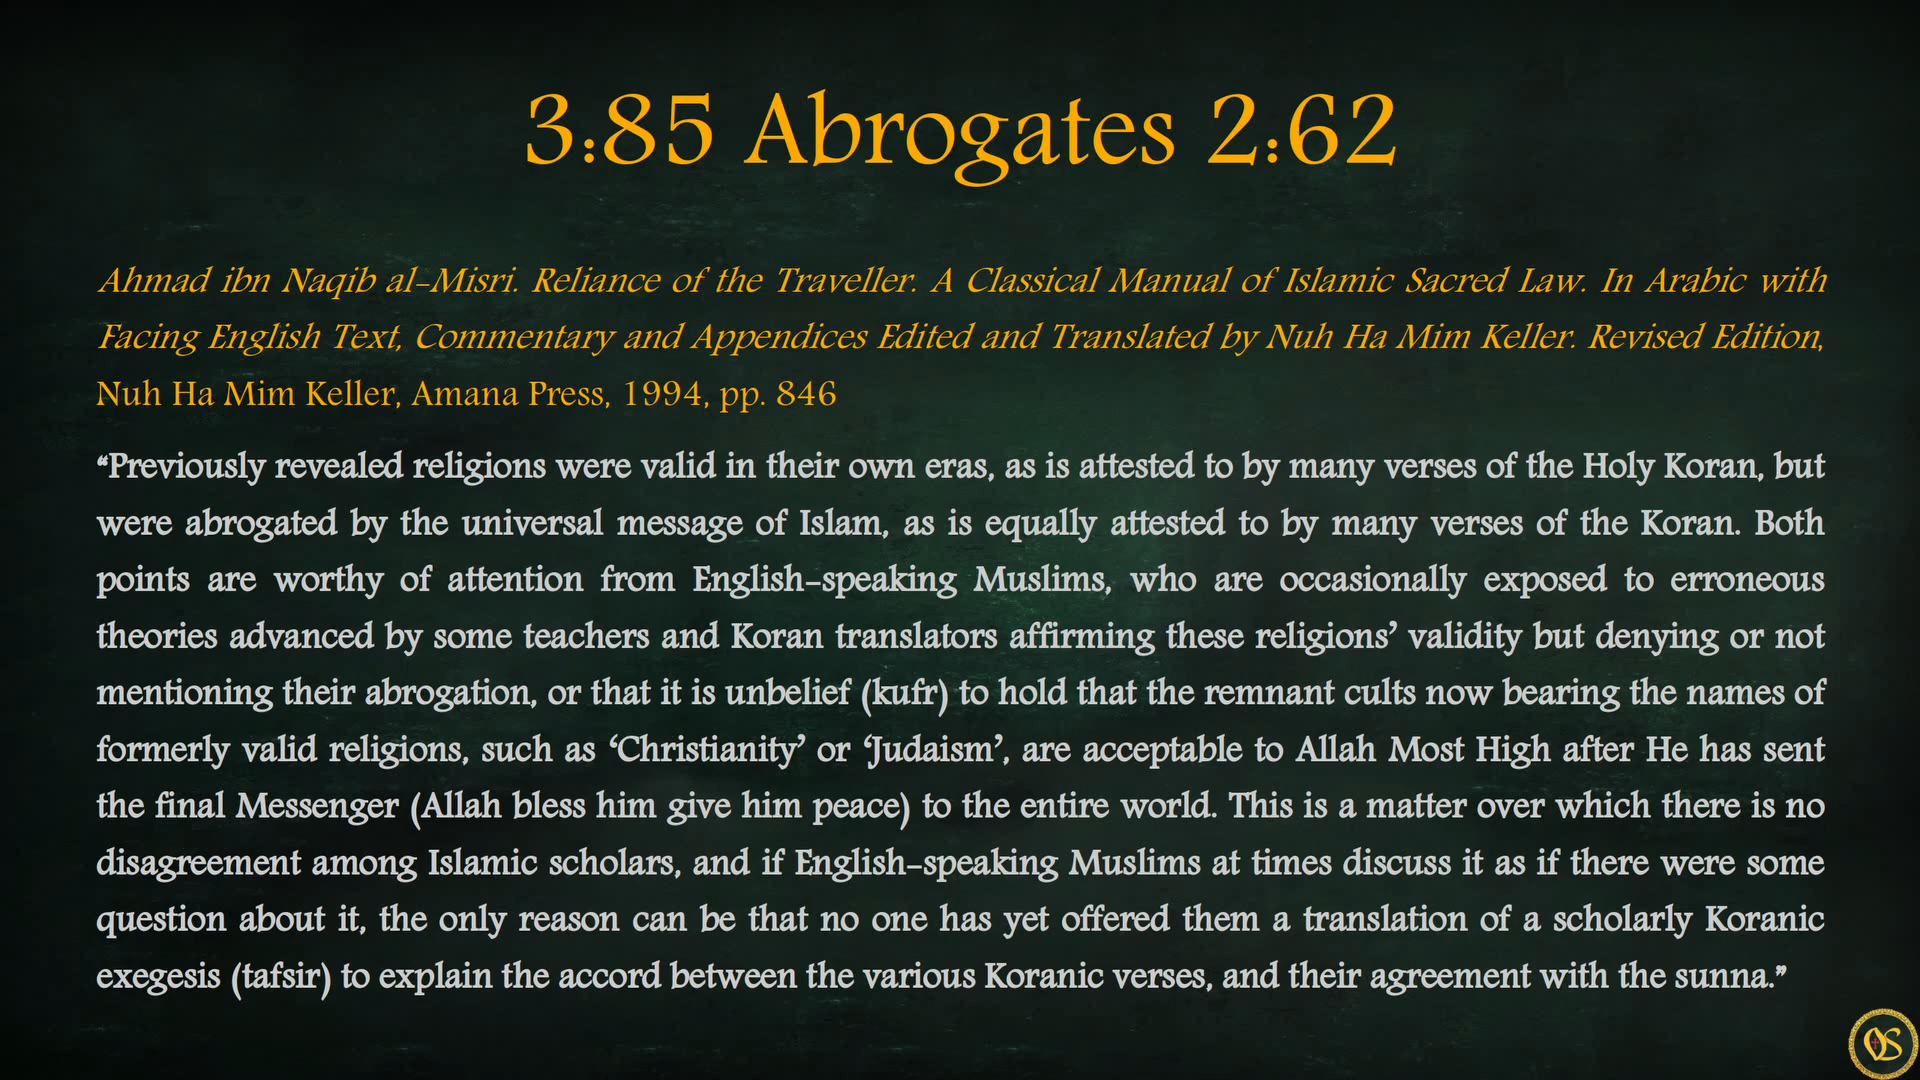 3:85 Abrogates 2:62
Ahmad ibn Naqib al-Misri. Reliance of the Traveller. A Classical Manual of Islamic Sacred Law. In Arabic with
Facing English Text, Commentary and Appendices Edited and Translated by Nuh Ha Mim Keller. Revised Edition,
Nuh Ha Mim Keller, Amana Press, 1994, pp. 846
“Previously revealed religions were valid in their own eras, as is attested to by many verses of the Holy Koran, but
were abrogated by the universal message of Islam, as is equally attested to by many verses of the Koran. Both
points are worthy of attention from English-speaking Muslims, who are occasionally exposed to erroneous
theories advanced by some teachers and Koran translators affirming these religions’ validity but denying or not
mentioning their abrogation, or that it is unbelief (kufr) to hold that the remnant cults now bearing the names of
formerly valid religions, such as ‘Christianity’ or ‘Judaism’, are acceptable to Allah Most High after He has sent
the final Messenger (Allah bless him give him peace) to the entire world. This is a matter over which there is no
disagreement among Islamic scholars, and if English-speaking Muslims at times discuss it as if there were some
question about it, the only reason can be that no one has yet offered them a translation of a scholarly Koranic
exegesis (tafsir) to explain the accord between the various Koranic verses, and their agreement with the sunna.”